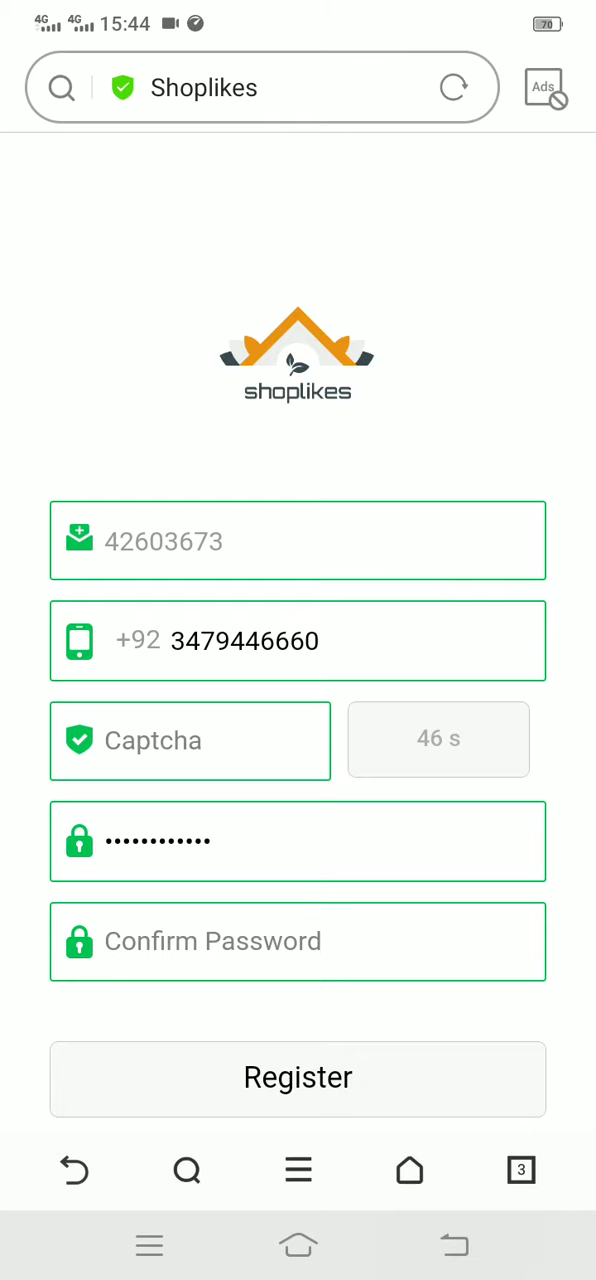 4G 4G 15:44 70
Shoplikes
Ads
shoplikes
42603673
+92 3479446660
Captcha 46 s
••••••••••••
Confirm Password
Register
3